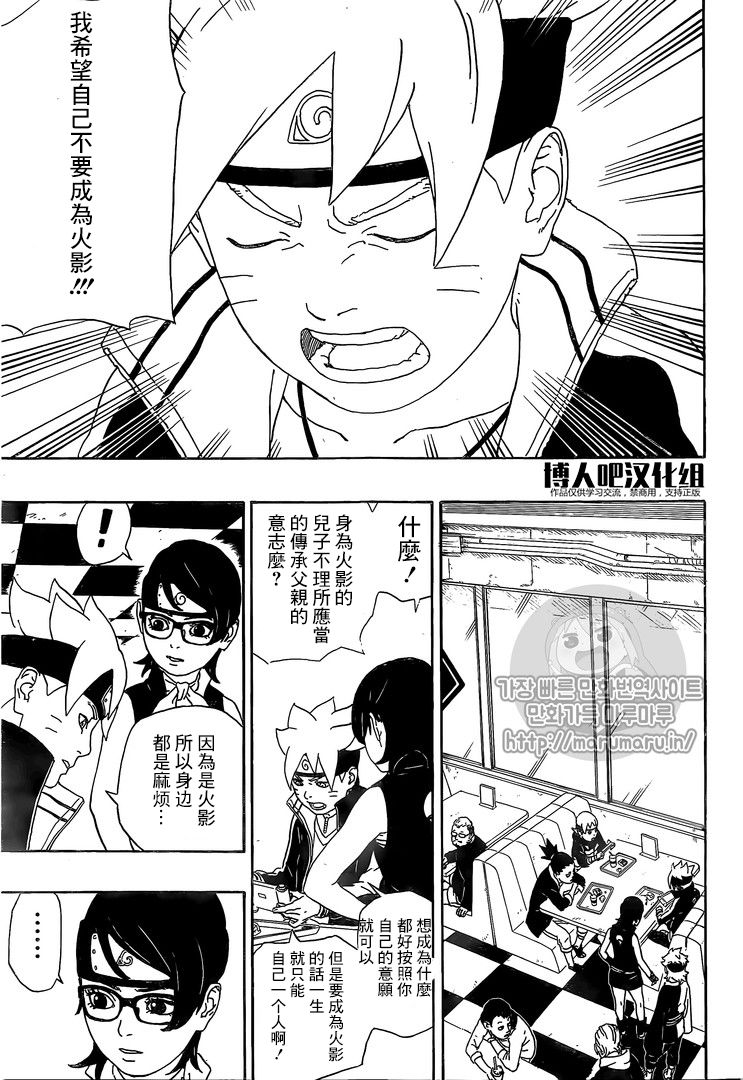 我希望自己不要成為火影!!!
博人吧汉化组
作品仅供学习交流，禁商用，支持正版
가장 빠른 만화번역사이트
만화가득 마루마루
http://marumaru.in/
什麼！
身為火影的
兒子不理所應當
的傳承父親的
意志麼？
想成為什麼
都好按照你
自己的意願
就可以
但是要成為火影
的話一生
就只能
自己一个人啊！
！
因為是火影
所以身边
都是麻烦…
……